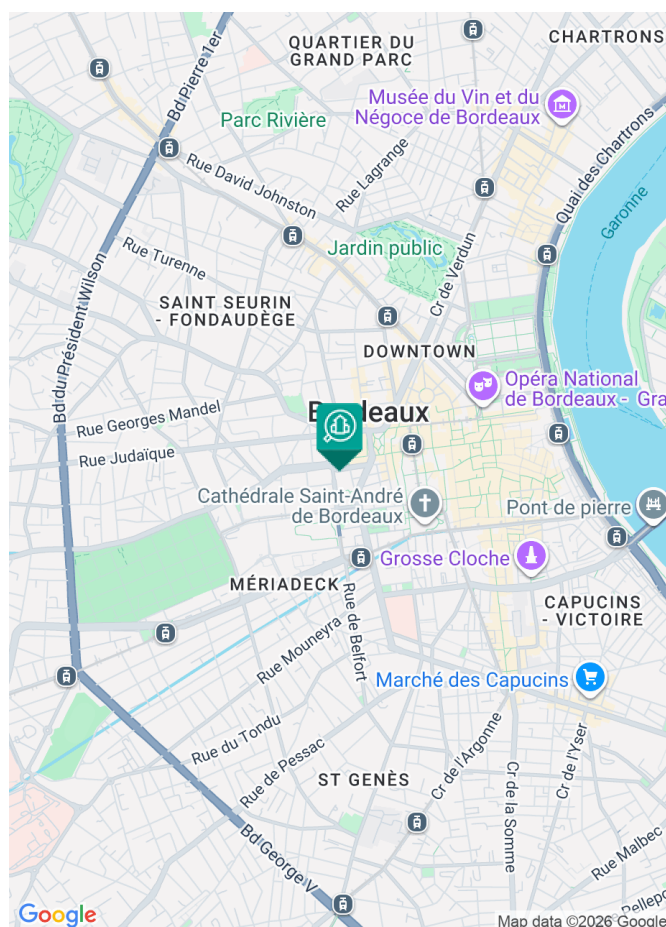 QUARTIER DU
GRAND PARC
CHARTRONS
Bd Pierre 1er
Musée du Vin et du
Négoce de Bordeaux
Parc Rivière
Quai des Chartrons
Rue David Johnston
Rue Lagrange
Garonne
Rue Turenne
Jardin public
Cr de Verdun
SAINT SEURIN
- FONDAUDÈGE
Bd du Président Wilson
DOWNTOWN
Opéra National
de Bordeaux - Gra
Rue Georges Mandel
deaux
Rue Judaïque
Cathédrale Saint-André
de Bordeaux
Pont de pierre
Grosse Cloche
MÉRIADECK
Rue de Belfort
CAPUCINS
- VICTOIRE
Rue Mouneyra
Marché des Capucins
Rue du Tondu
Rue de Pessac
Cr de l'Argonne
Cr de l'Yser
ST GENÈS
Cr de la Somme
Bd George V
Rue Malbec
Bellepo
Google
Map data ©2026 Google